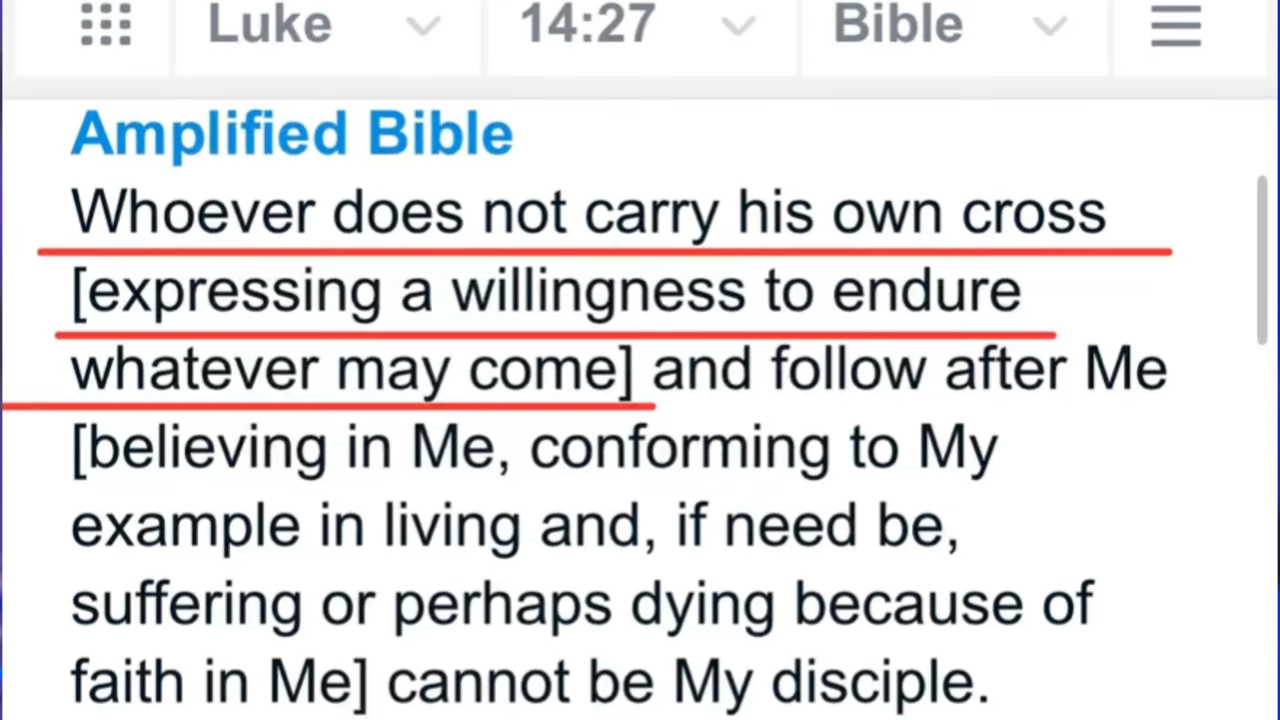 Luke 14:27 Bible
Amplified Bible
Whoever does not carry his own cross
[expressing a willingness to endure
whatever may come] and follow after Me
[believing in Me, conforming to My
example in living and, if need be,
suffering or perhaps dying because of
faith in Me] cannot be My disciple.